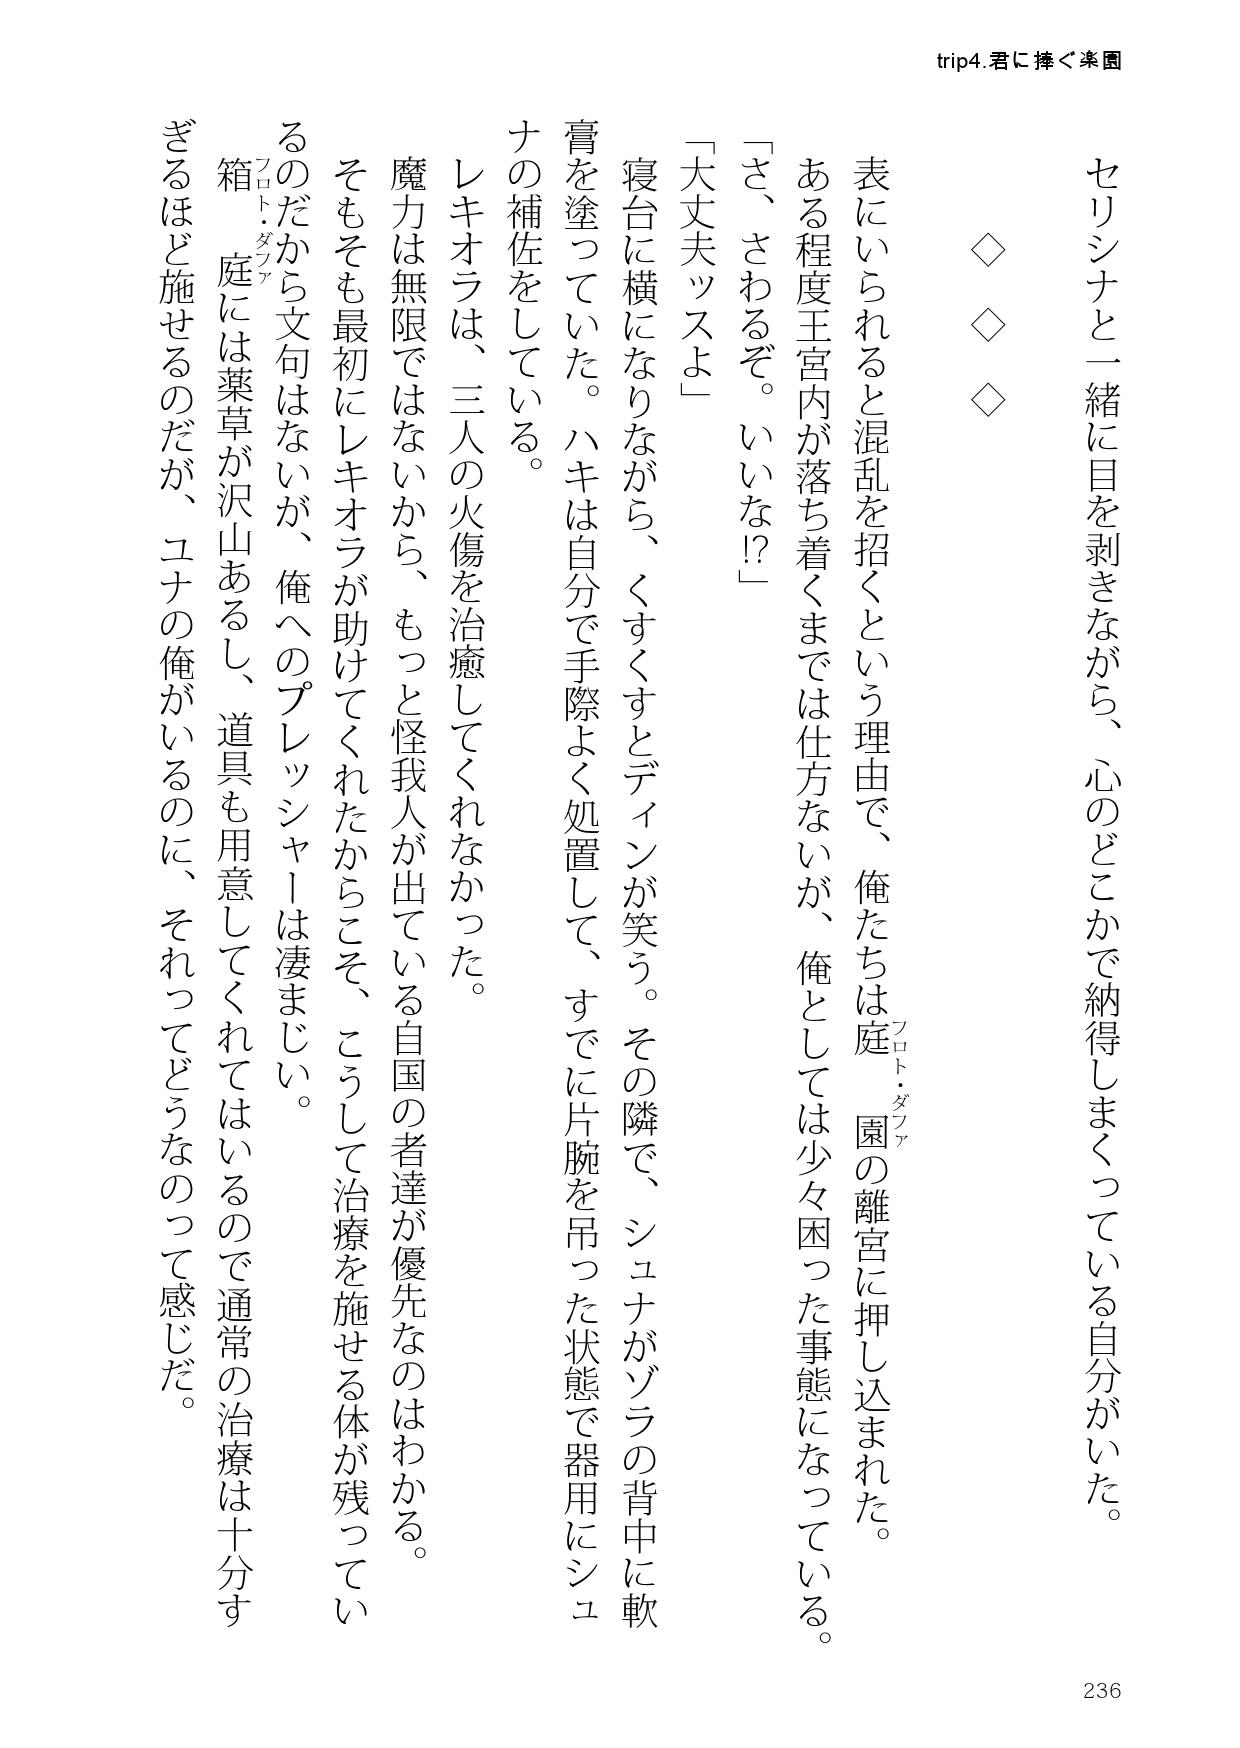 trip4.君に捧ぐ楽園
セリシナと一緒に目を剥きながら、心のどこかで納得しまくっている自分がいた。
◇　◇　◇
表にいられると混乱を招くという理由で、俺たちは庭園の離宮に押し込まれた。
フロト・ダファ
ある程度王宮内が落ち着くまでは仕方ないが、俺としては少々困った事態になっている。
「さ、さわるぞ。いいな!?」
「大丈夫ッスよ」
寝台に横になりながら、くすくすとディンが笑う。その隣で、シュナがゾラの背中に軟
膏を塗っていた。ハキは自分で手際よく処置して、すでに片腕を吊った状態で器用にシュ
ナの補佐をしている。
レキオラは、三人の火傷を治癒してくれなかった。
魔力は無限ではないから、もっと怪我人が出ている自国の者達が優先なのはわかる。
そもそも最初にレキオラが助けてくれたからこそ、こうして治療を施せる体が残ってい
るのだから文句はないが、俺へのプレッシャーは凄まじい。
箱庭には薬草が沢山あるし、道具も用意してくれてはいるので通常の治療は十分す
フロト・ダファ
ぎるほど施せるのだが、ユナの俺がいるのに、それってどうなのって感じだ。
236